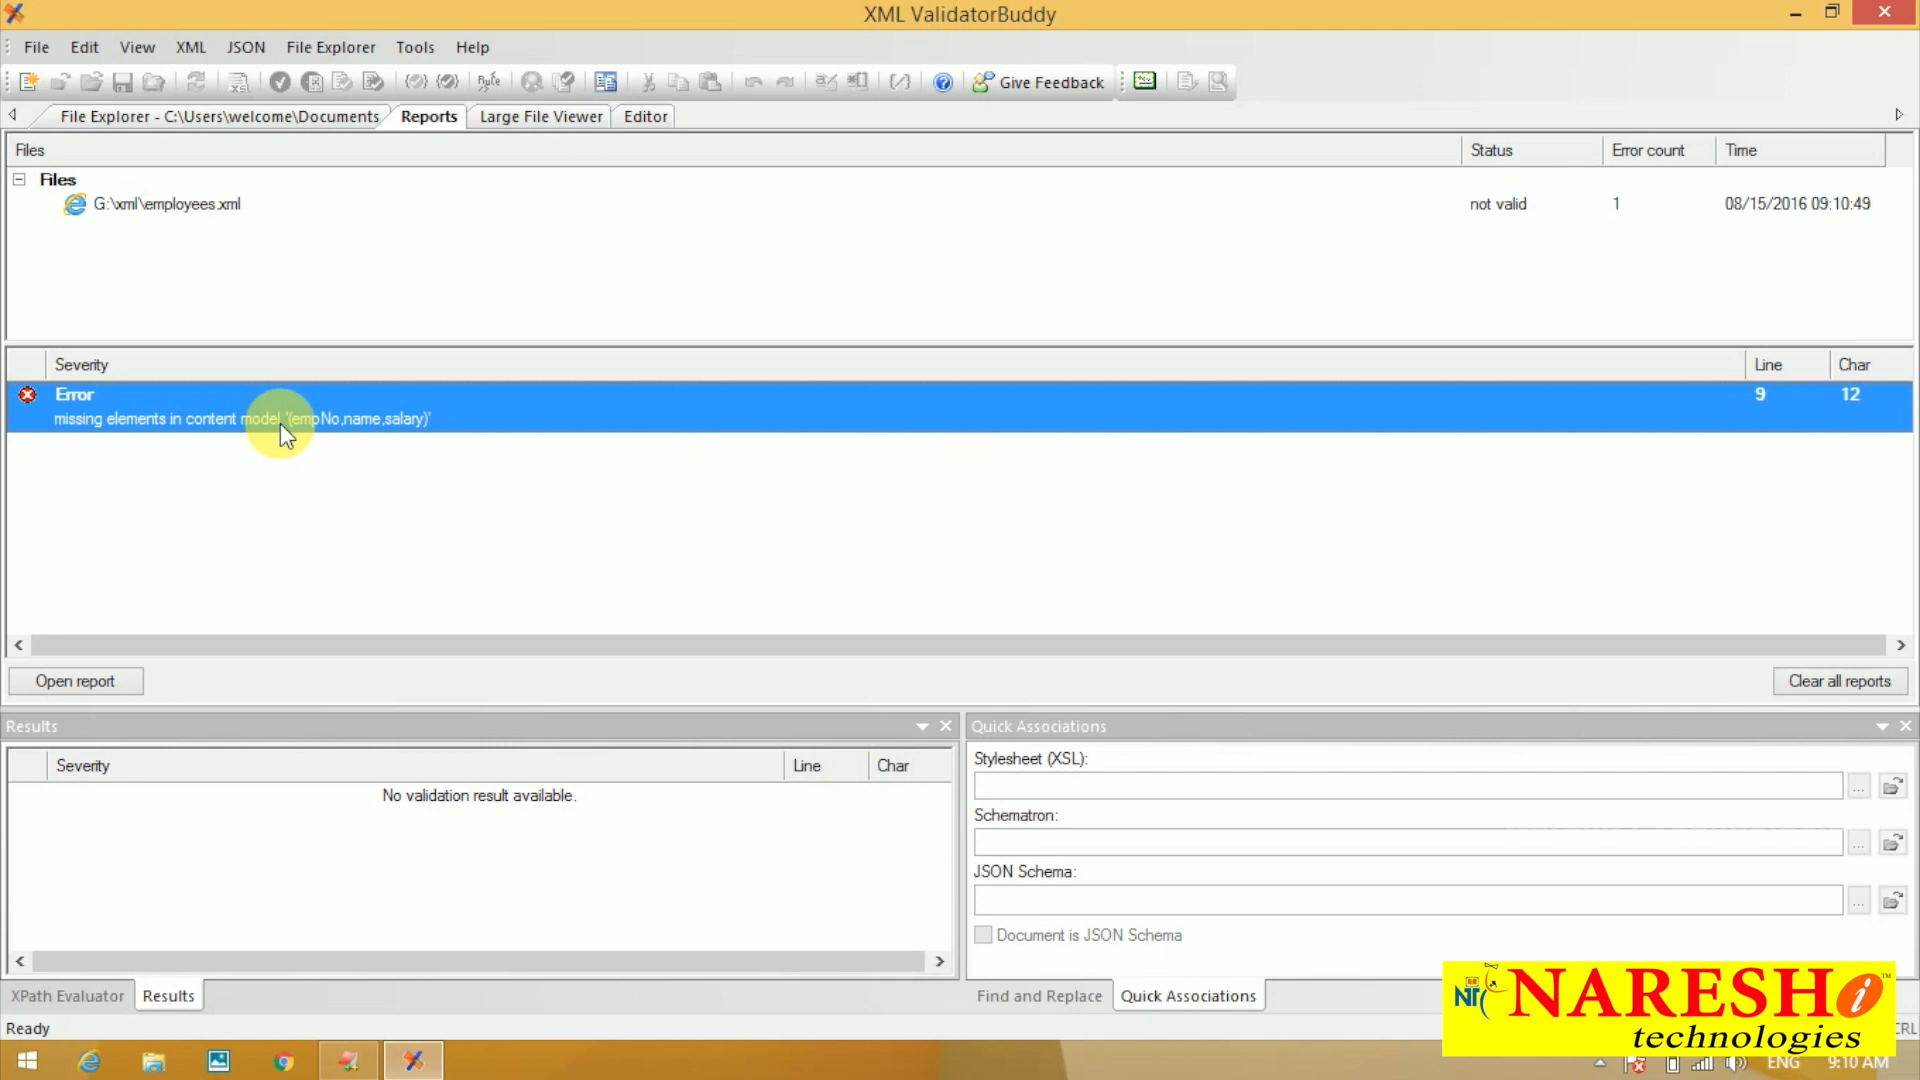 XML ValidatorBuddy
File Edit View XML JSON File Explorer Tools Help
XSL
Byte
Give Feedback
File Explorer - C:\Users\welcome\Documents Reports Large File Viewer Editor
Files Status Error count Time
Files
G:\xml\employees.xml not valid 1 08/15/2016 09:10:49
Severity Line Char
Error 9 12
missing elements in content model '(empNo,name,salary)'
Open report Clear all reports
Results Quick Associations
Severity Line Char
No validation result available.
Stylesheet (XSL):
Schematron:
JSON Schema:
Document is JSON Schema
XPath Evaluator Results Find and Replace Quick Associations
Ready CRL
NARESH i ™
technologies
ENG 9:10 AM